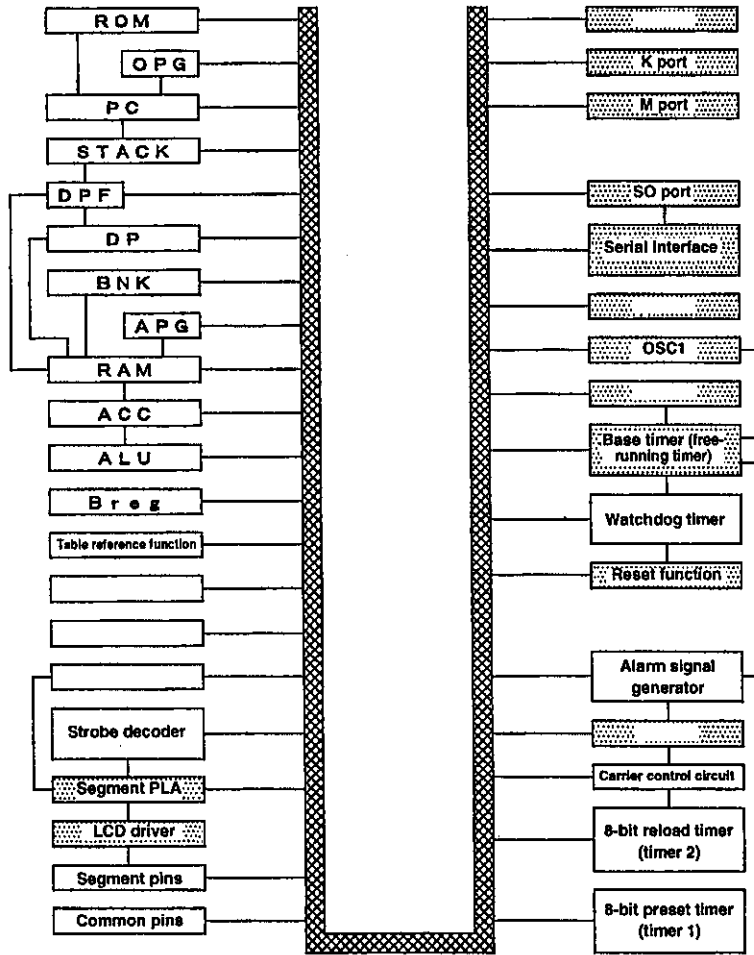 ROM
OPG
PC
STACK
DPF
DP
BNK
APG
RAM
ACC
ALU
Breg
Table reference function
Strobe decoder
Segment PLA
LCD driver
Segment pins
Common pins
K port
M port
SO port
Serial Interface
OSC1
Base timer (free-
running timer)
Watchdog timer
Reset function
Alarm signal
generator
Carrier control circuit
8-bit reload timer
(timer 2)
8-bit preset timer
(timer 1)